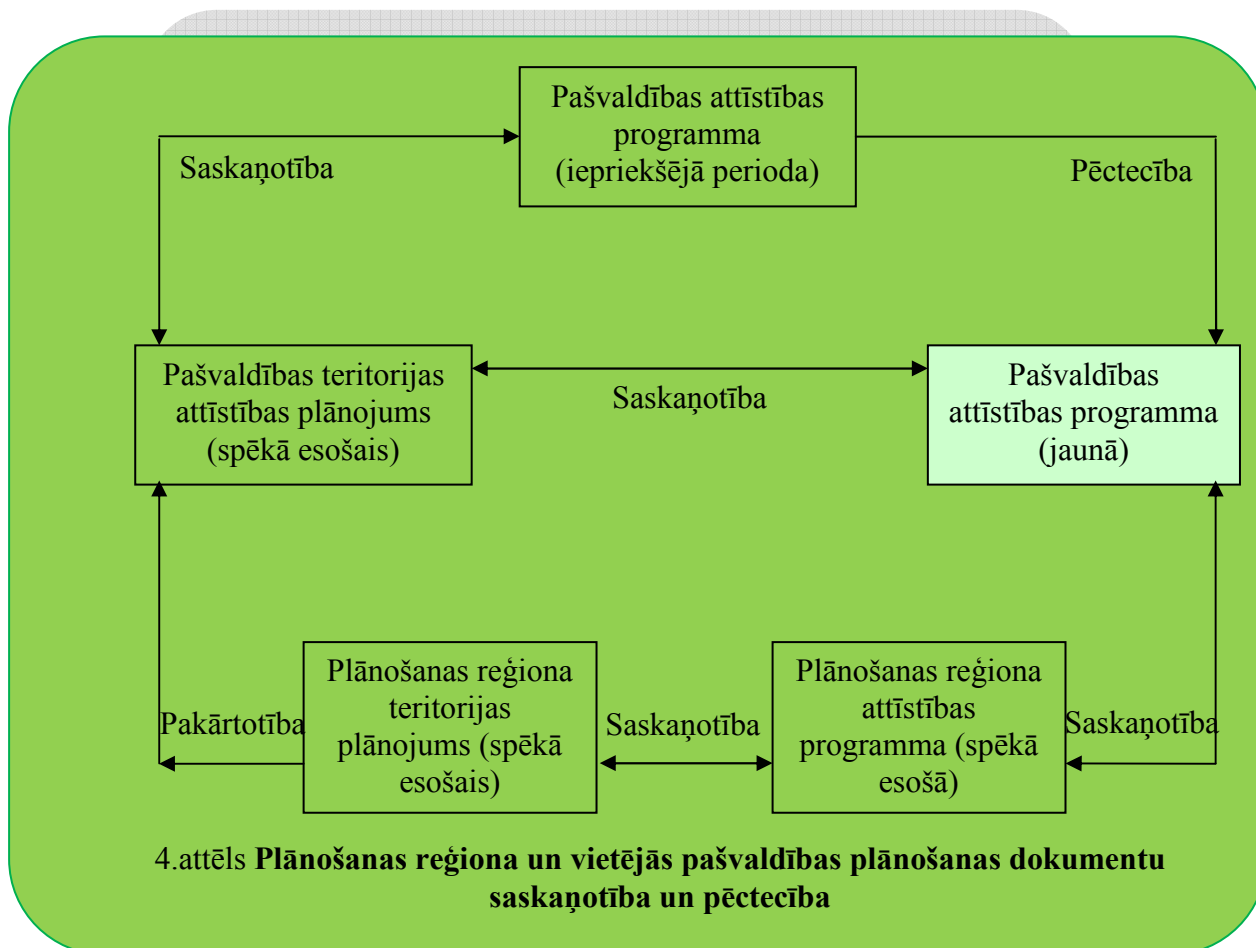 Pašvaldības attīstības
programma
(iepriekšējā perioda)
Saskaņotība
Pēctecība
Pašvaldības teritorijas
attīstības plānojums
(spēkā esošais)
Saskaņotība
Pašvaldības
attīstības programma
(jaunā)
Pakārtotība
Plānošanas reģiona
teritorijas
plānojums (spēkā
esošais)
Saskaņotība
Plānošanas reģiona
attīstības
programma (spēkā
esošā)
Saskaņotība
4.attēls Plānošanas reģiona un vietējās pašvaldības plānošanas dokumentu
saskaņotība un pēctecība